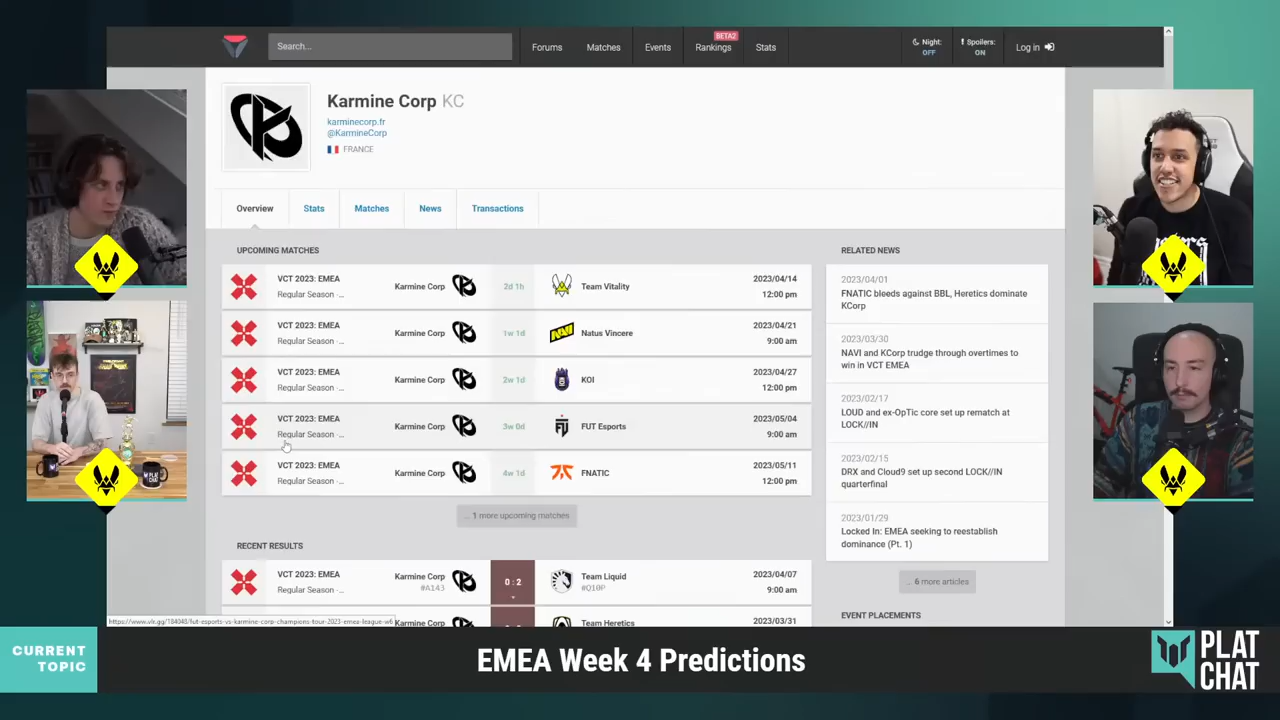 Search...
Forums
Matches
Events
BETA2
Rankings
Stats
Night:
OFF
Spoilers:
ON
Log in
Karmine Corp KC
karminecorp.fr
@KarmineCorp
FRANCE
Overview
Stats
Matches
News
Transactions
UPCOMING MATCHES
VCT 2023: EMEA
Regular Season -...
Karmine Corp
2d 1h
Team Vitality
2023/04/14
12:00 pm
VCT 2023: EMEA
Regular Season -...
Karmine Corp
1w 1d
Natus Vincere
2023/04/21
9:00 am
VCT 2023: EMEA
Regular Season -...
Karmine Corp
2w 1d
KOI
2023/04/27
12:00 pm
VCT 2023: EMEA
Regular Season -...
Karmine Corp
3w 0d
FUT Esports
2023/05/04
9:00 am
VCT 2023: EMEA
Regular Season -...
Karmine Corp
4w 1d
FNATIC
2023/05/11
12:00 pm
... 1 more upcoming matches
RECENT RESULTS
VCT 2023: EMEA
Regular Season -...
Karmine Corp
#A143
0 : 2
Team Liquid
#Q10P
2023/04/07
9:00 am
VCT 2023: EMEA
Karmine Corp
Team Heretics
2023/03/31
RELATED NEWS
2023/04/01
FNATIC bleeds against BBL, Heretics dominate
KCorp
2023/03/30
NAVI and KCorp trudge through overtimes to
win in VCT EMEA
2023/02/17
LOUD and ex-OpTic core set up rematch at
LOCK//IN
2023/02/15
DRX and Cloud9 set up second LOCK//IN
quarterfinal
2023/01/29
Locked In: EMEA seeking to reestablish
dominance (Pt. 1)
... 6 more articles
EVENT PLACEMENTS
CURRENT
TOPIC
EMEA Week 4 Predictions
PLAT
CHAT